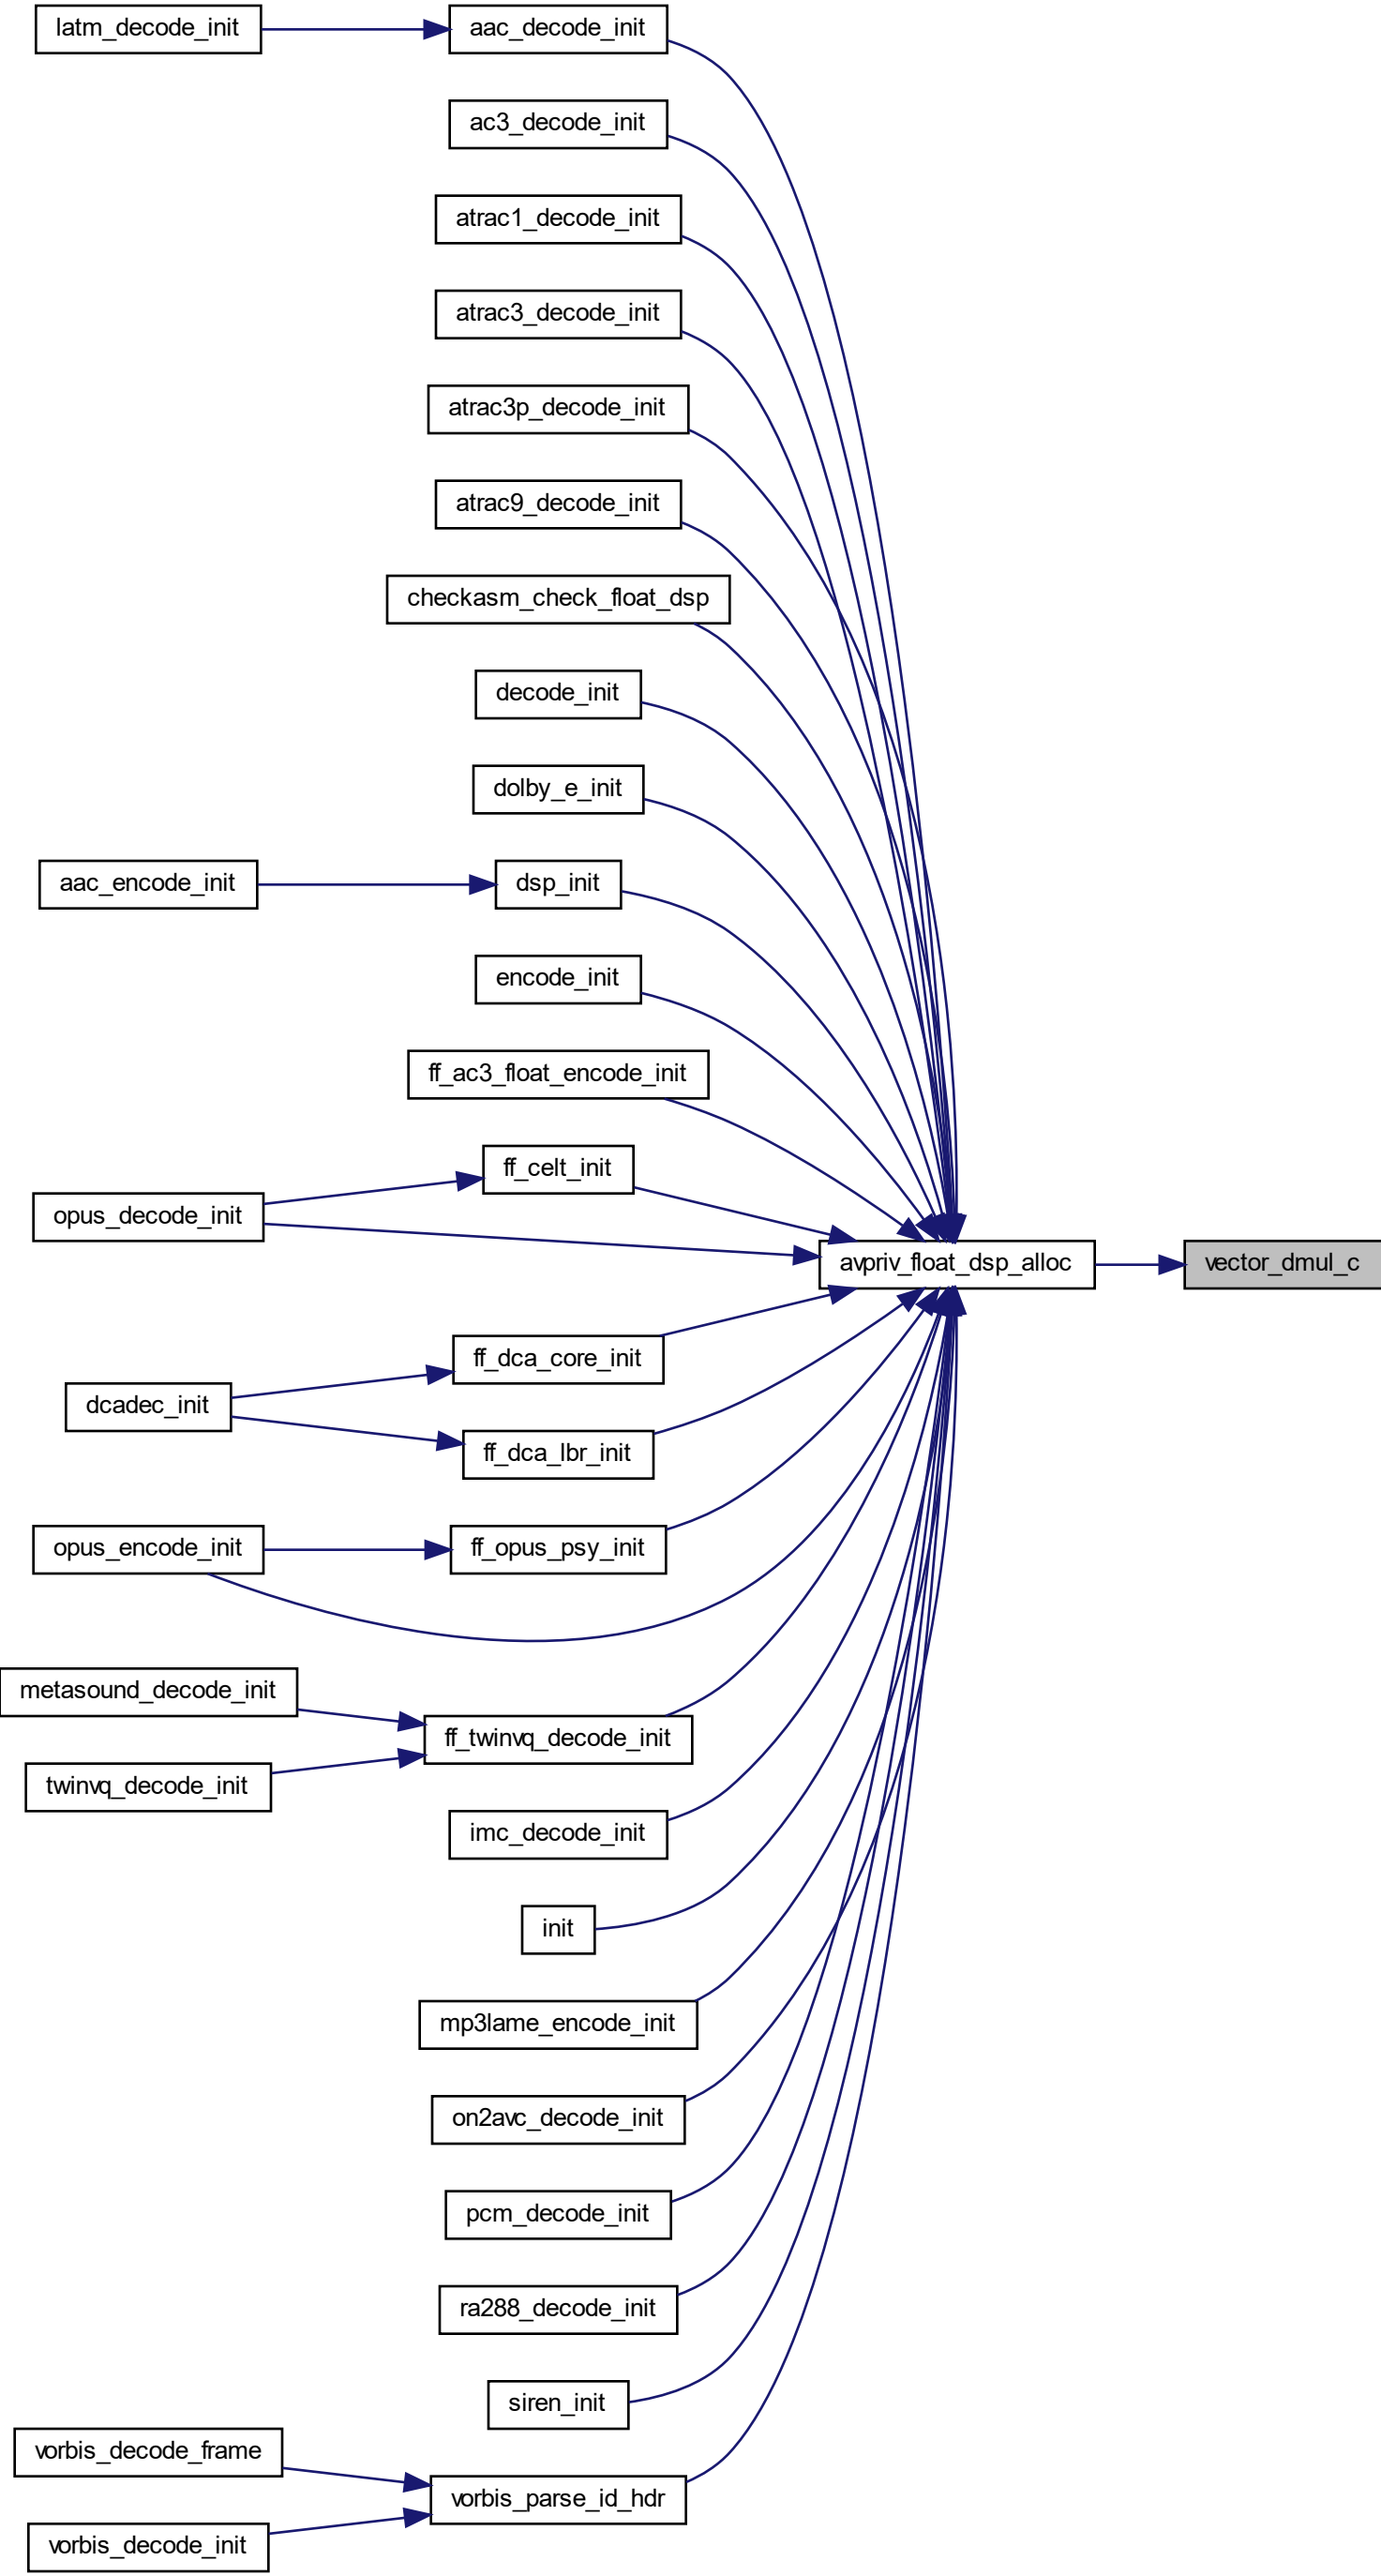 latm_decode_init
aac_decode_init
ac3_decode_init
atrac1_decode_init
atrac3_decode_init
atrac3p_decode_init
atrac9_decode_init
checkasm_check_float_dsp
decode_init
dolby_e_init
aac_encode_init
dsp_init
encode_init
ff_ac3_float_encode_init
ff_celt_init
opus_decode_init
avpriv_float_dsp_alloc
vector_dmul_c
ff_dca_core_init
dcadec_init
ff_dca_lbr_init
opus_encode_init
ff_opus_psy_init
metasound_decode_init
ff_twinvq_decode_init
twinvq_decode_init
imc_decode_init
init
mp3lame_encode_init
on2avc_decode_init
pcm_decode_init
ra288_decode_init
siren_init
vorbis_decode_frame
vorbis_parse_id_hdr
vorbis_decode_init